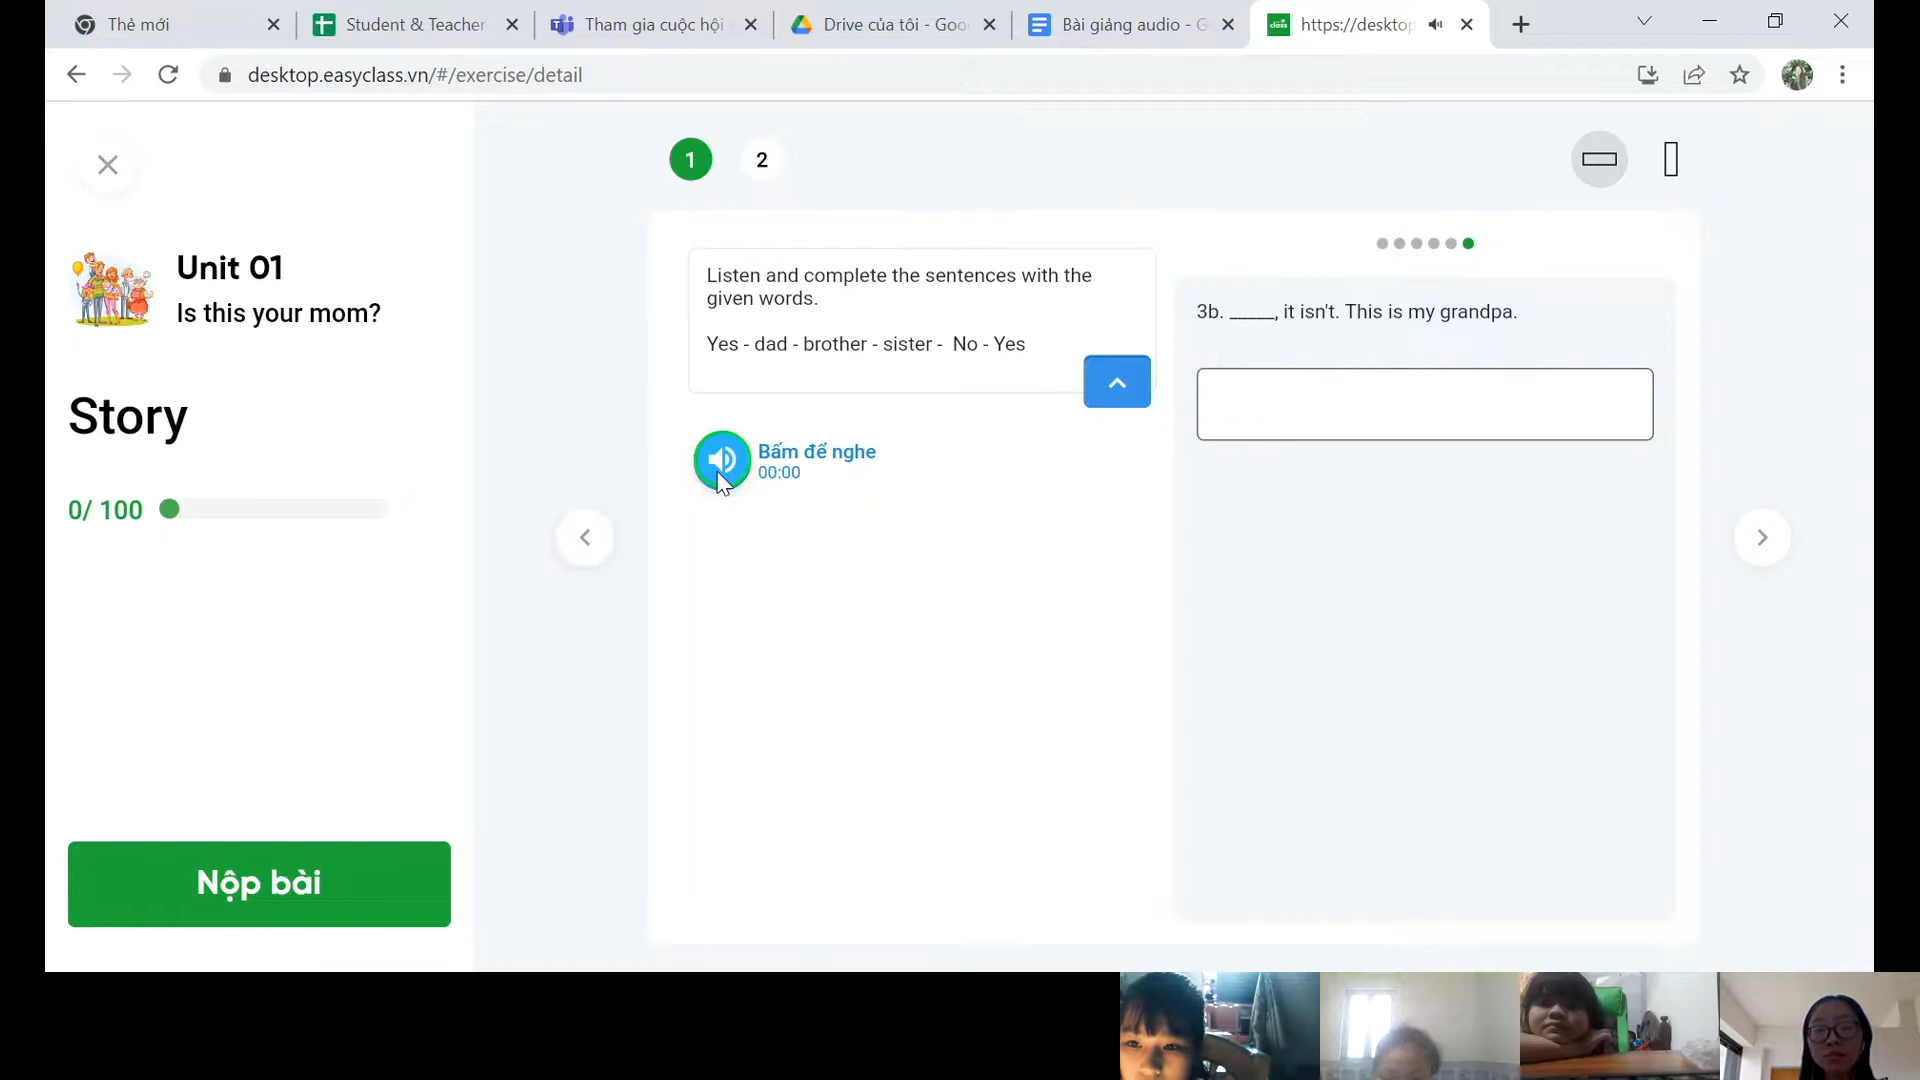 Thẻ mới
Student & Teacher
Tham gia cuộc hội
Drive của tôi - Goo
Bài giảng audio - G
https://desktop
desktop.easyclass.vn/#/exercise/detail
1
2
Unit 01
Is this your mom?
Story
0/ 100
Nộp bài
Listen and complete the sentences with the
given words.
Yes - dad - brother - sister -  No - Yes
Bấm để nghe
00:00
3b. _____, it isn't. This is my grandpa.